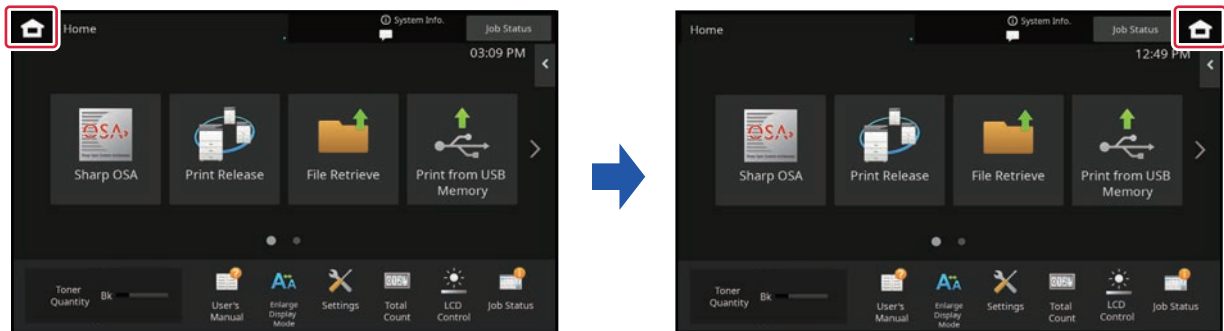 Home
System Info.
Job Status
03:09 PM
OSA
Sharp OSA
Print Release
File Retrieve
Print from USB
Memory
Toner
Quantity
Bk
User's
Manual
Enlarge
Display
Mode
Settings
Total
Count
LCD
Control
Job Status
Home
System Info.
Job Status
12:49 PM
OSA
Sharp OSA
Print Release
File Retrieve
Print from USB
Memory
Toner
Quantity
Bk
User's
Manual
Enlarge
Display
Mode
Settings
Total
Count
LCD
Control
Job Status